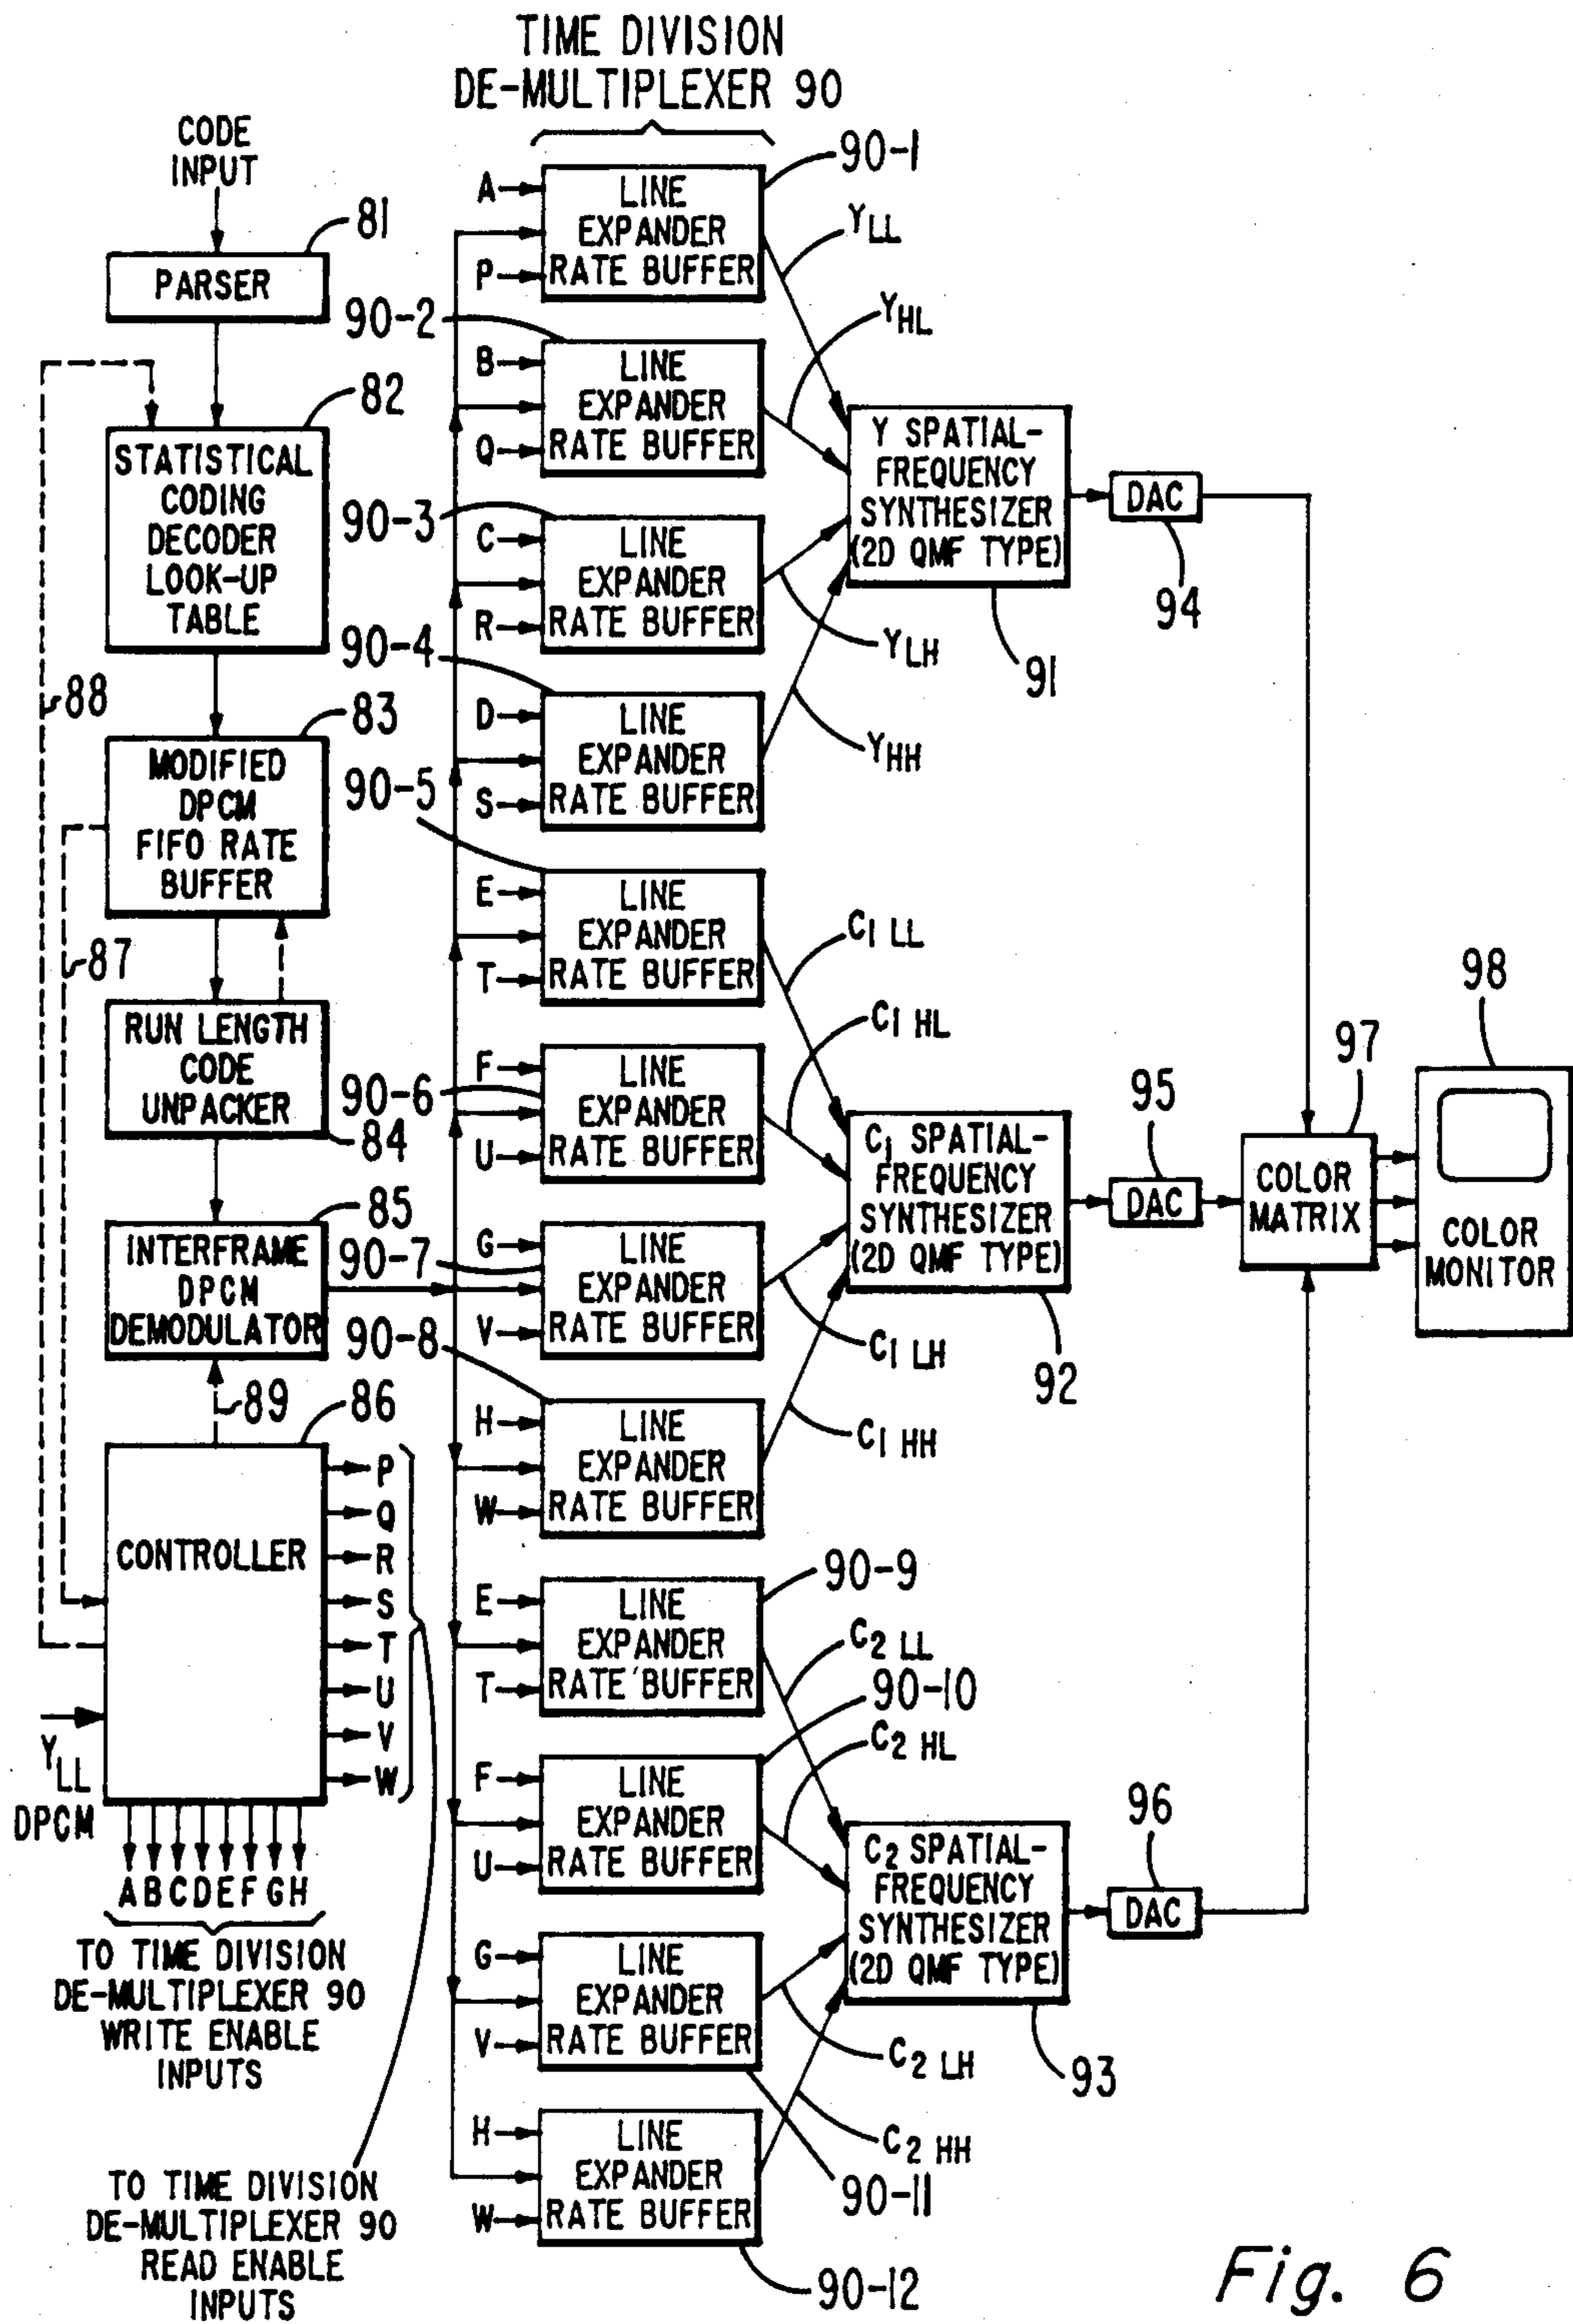 TIME DIVISION
DE-MULTIPLEXER 90
CODE
INPUT
81
PARSER
82
STATISTICAL
CODING
DECODER
LOOK-UP
TABLE
88
83
MODIFIED
DPCM
FIFO RATE
BUFFER
87
RUN LENGTH
CODE
UNPACKER
84
85
INTERFRAME
DPCM
DEMODULATOR
89
86
CONTROLLER
P
Q
R
S
T
U
V
W
Y LL
DPCM
A B C D E F G H
TO TIME DIVISION
DE-MULTIPLEXER 90
WRITE ENABLE
INPUTS
TO TIME DIVISION
DE-MULTIPLEXER 90
READ ENABLE
INPUTS
90-1
A
P
LINE
EXPANDER
RATE BUFFER
Y LL
90-2
B
Q
LINE
EXPANDER
RATE BUFFER
Y HL
90-3
C
R
LINE
EXPANDER
RATE BUFFER
Y LH
90-4
D
S
LINE
EXPANDER
RATE BUFFER
Y HH
90-5
E
T
LINE
EXPANDER
RATE BUFFER
C1 LL
90-6
F
U
LINE
EXPANDER
RATE BUFFER
C1 HL
90-7
G
V
LINE
EXPANDER
RATE BUFFER
C1 LH
90-8
H
W
LINE
EXPANDER
RATE BUFFER
C1 HH
90-9
E
T
LINE
EXPANDER
RATE BUFFER
C2 LL
90-10
F
U
LINE
EXPANDER
RATE BUFFER
C2 HL
90-11
G
V
LINE
EXPANDER
RATE BUFFER
C2 LH
90-12
H
W
LINE
EXPANDER
RATE BUFFER
C2 HH
Y SPATIAL-
FREQUENCY
SYNTHESIZER
(2D QMF TYPE)
91
DAC
94
C1 SPATIAL-
FREQUENCY
SYNTHESIZER
(2D QMF TYPE)
92
95
DAC
C2 SPATIAL-
FREQUENCY
SYNTHESIZER
(2D QMF TYPE)
93
96
DAC
97
COLOR
MATRIX
98
COLOR
MONITOR
Fig. 6